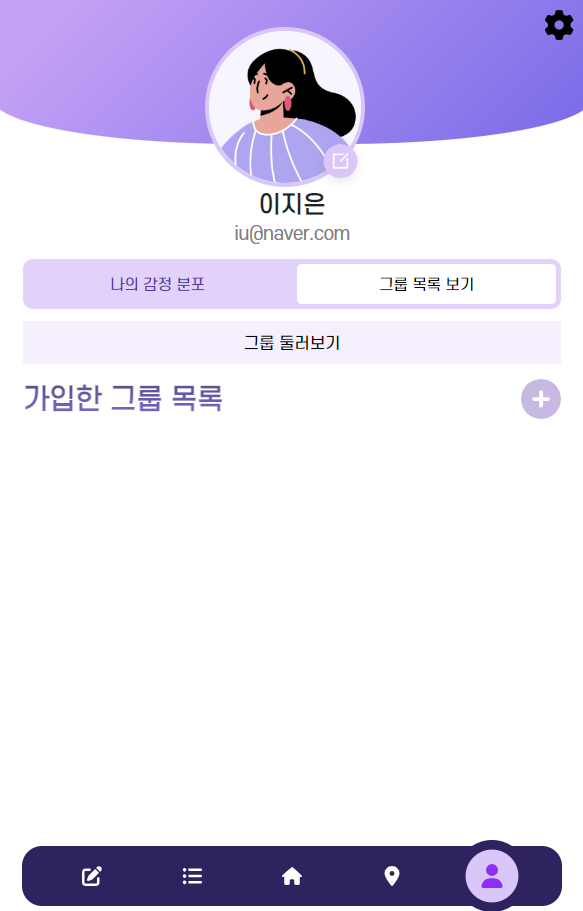 이지은
iu@naver.com
나의 감정 분포
그룹 목록 보기
그룹 둘러보기
가입한 그룹 목록